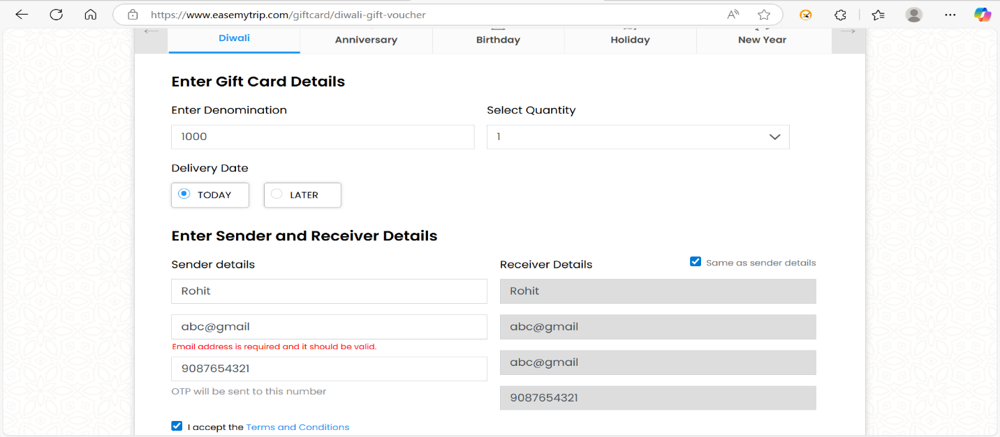 https://www.easemytrip.com/giftcard/diwali-gift-voucher
Diwali Anniversary Birthday Holiday New Year
Enter Gift Card Details
Enter Denomination Select Quantity
1000 1
Delivery Date
TODAY LATER
Enter Sender and Receiver Details
Sender details Receiver Details Same as sender details
Rohit Rohit
abc@gmail abc@gmail
Email address is required and it should be valid.
abc@gmail
9087654321
OTP will be sent to this number
9087654321
I accept the Terms and Conditions